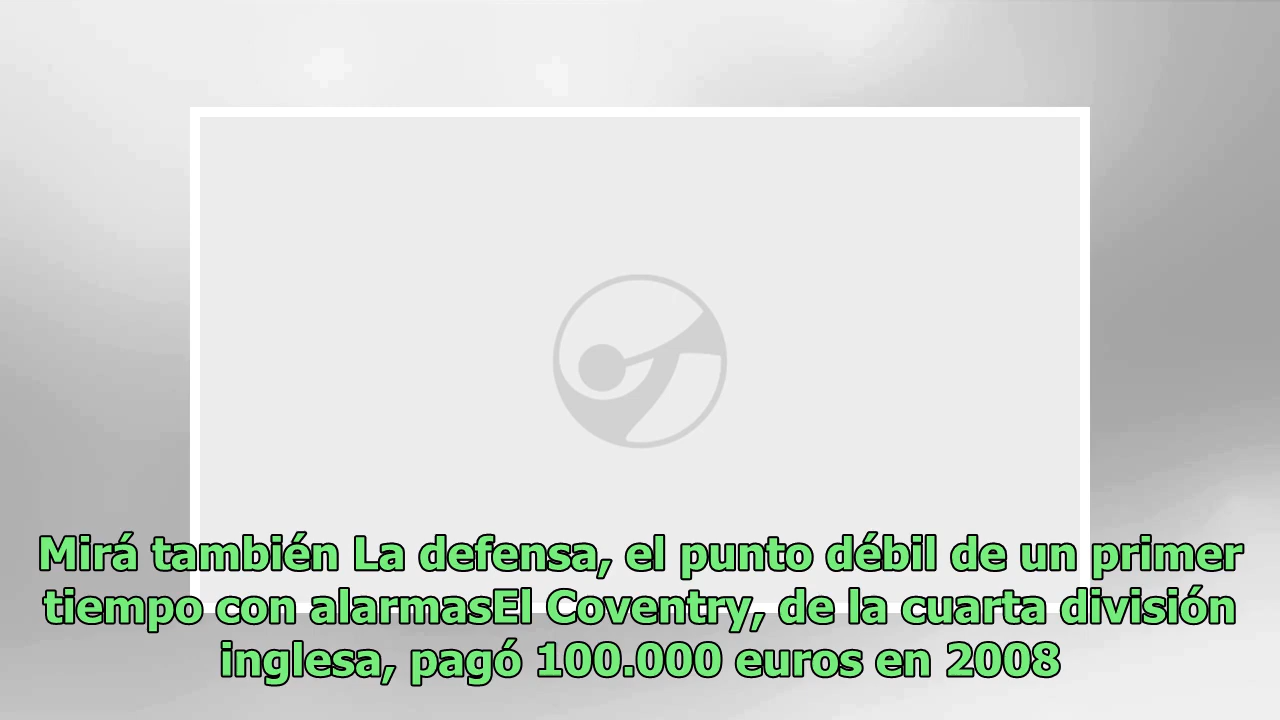 Mirá también La defensa, el punto débil de un primer
tiempo con alarmasEl Coventry, de la cuarta división
inglesa, pagó 100.000 euros en 2008